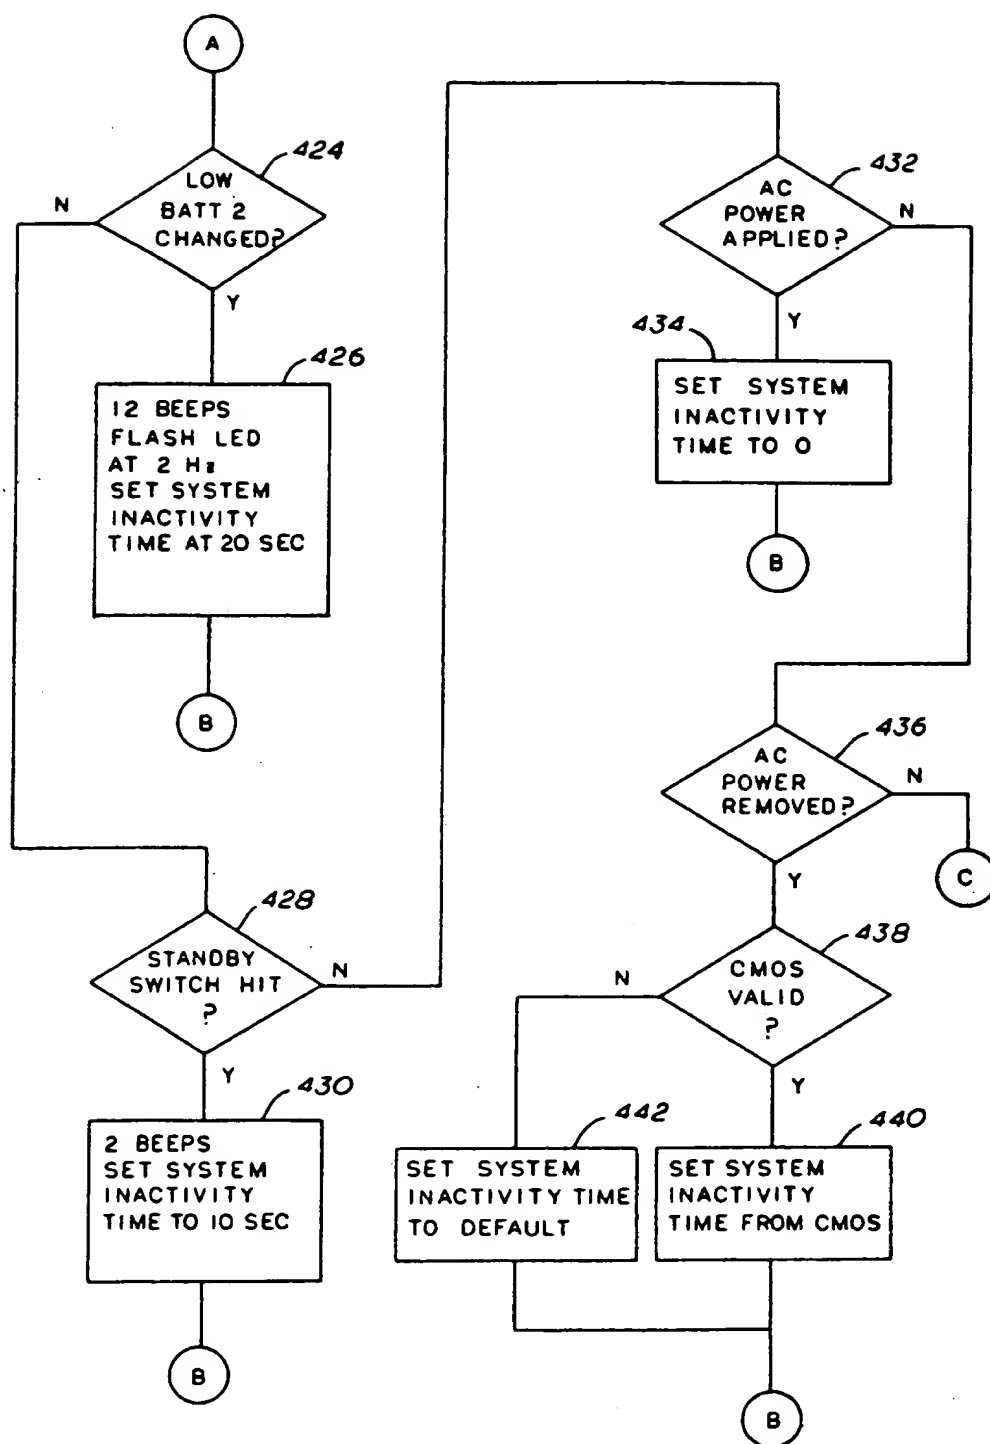 A
424
LOW
BATT 2
CHANGED?
N
Y
426
12 BEEPS
FLASH LED
AT 2 Hz
SET SYSTEM
INACTIVITY
TIME AT 20 SEC
B
428
STANDBY
SWITCH HIT
?
N
Y
430
2 BEEPS
SET SYSTEM
INACTIVITY
TIME TO 10 SEC
B
432
AC
POWER
APPLIED?
N
Y
434
SET SYSTEM
INACTIVITY
TIME TO 0
B
436
AC
POWER
REMOVED?
N
C
Y
438
CMOS
VALID
?
N
Y
442
SET SYSTEM
INACTIVITY TIME
TO DEFAULT
440
SET SYSTEM
INACTIVITY
TIME FROM CMOS
B